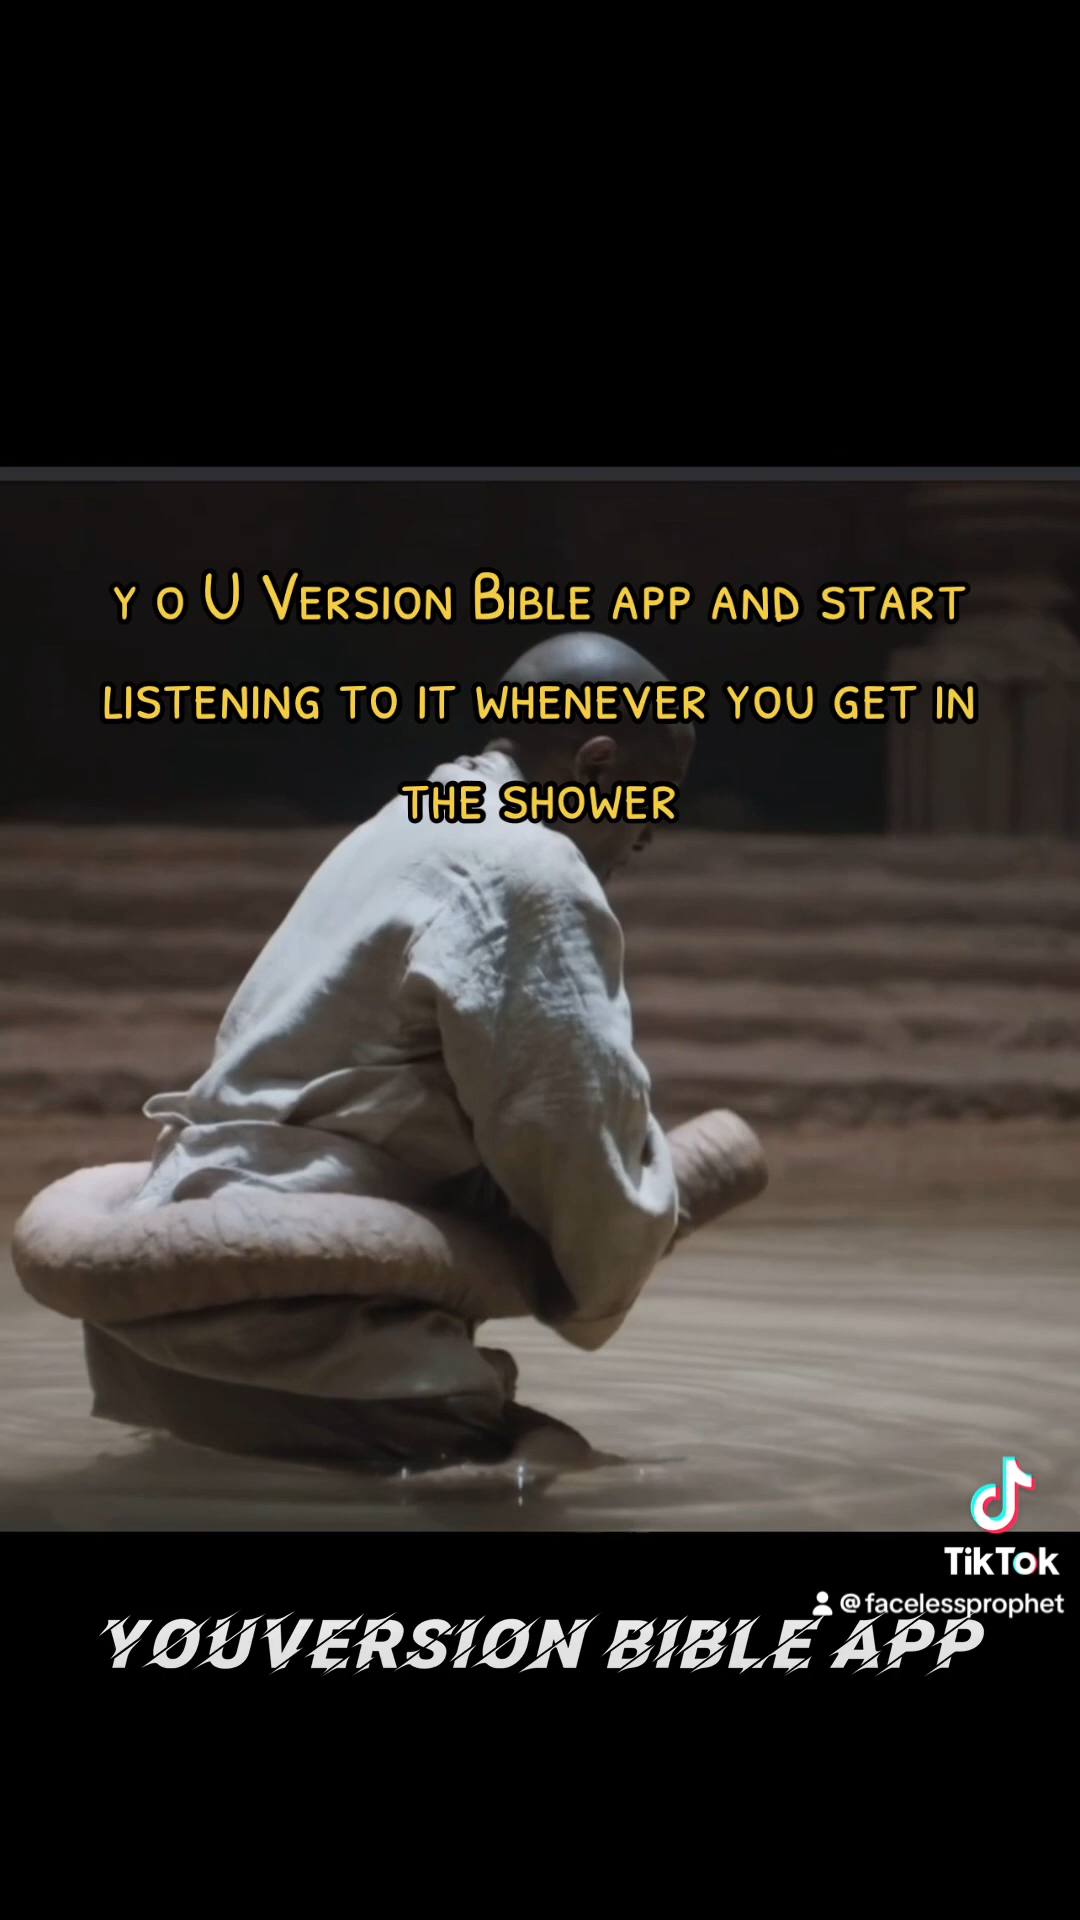 y o U Version Bible app and start
listening to it whenever you get in
the shower
TikTok
@facelessprophet
YOUVERSION BIBLE APP